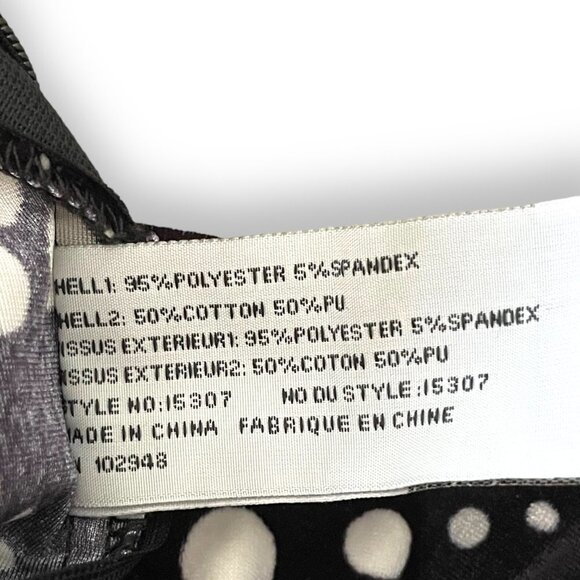 HELL1: 95%POLYESTER 5%SPANDEX
HELL2: 50%COTTON 50%PU
ISSUS EXTERIEUR1: 95%POLYESTER 5%SPANDEX
ISSUS EXTERIEUR2: 50%COTON 50%PU
TYLE NO:15307 NO DU STYLE:15307
MADE IN CHINA FABRIQUE EN CHINE
N 102948